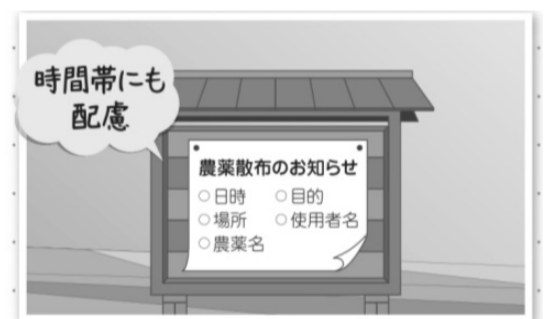 時間帯にも
配慮
農薬散布のお知らせ
○日時 ○目的
○場所 ○使用者名
○農薬名